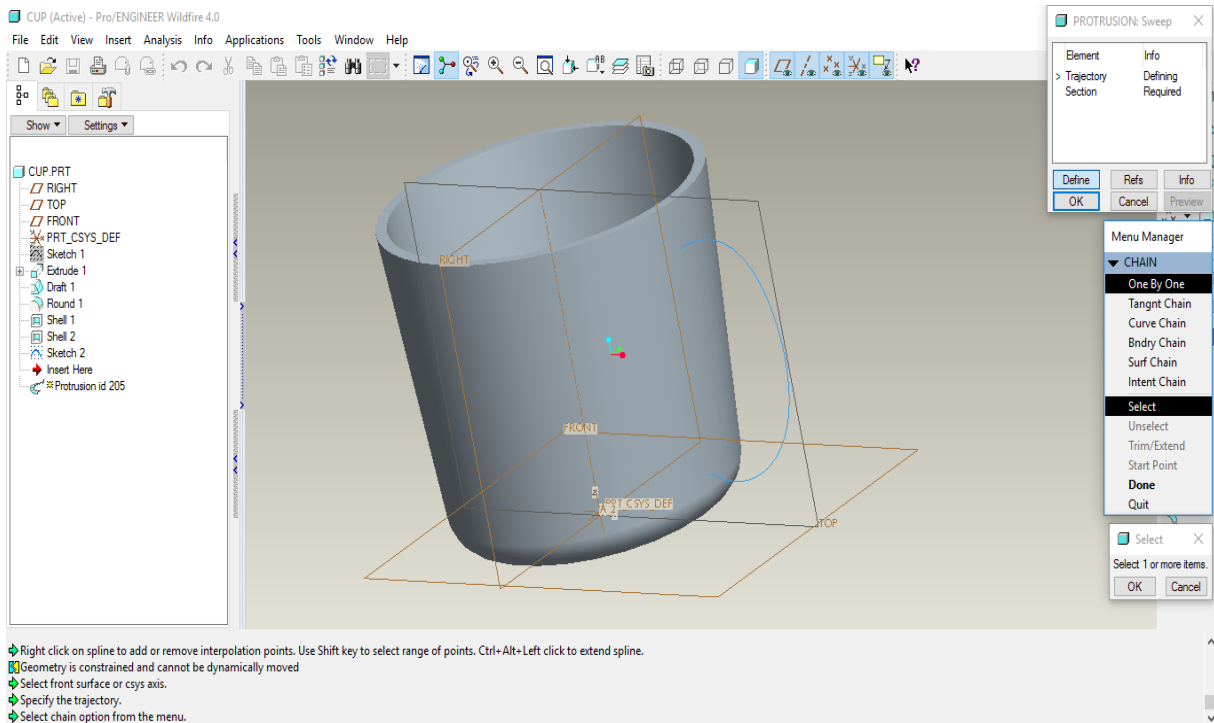 CUP (Active) - Pro/ENGINEER Wildfire 4.0
File Edit View Insert Analysis Info Applications Tools Window Help
Show Settings
CUP.PRT
RIGHT
TOP
FRONT
PRT_CSYS_DEF
Sketch 1
Extrude 1
Draft 1
Round 1
Shell 1
Shell 2
Sketch 2
Insert Here
Protrusion id 205
RIGHT
FRONT
PRT_CSYS_DEF
A_2
TOP
PROTRUSION: Sweep
Element Info
> Trajectory Defining
Section Required
Define Refs Info
OK Cancel Preview
Menu Manager
CHAIN
One By One
Tangnt Chain
Curve Chain
Bndry Chain
Surf Chain
Intent Chain
Select
Unselect
Trim/Extend
Start Point
Done
Quit
Select
Select 1 or more items.
OK Cancel
Right click on spline to add or remove interpolation points. Use Shift key to select range of points. Ctrl+Alt+Left click to extend spline.
Geometry is constrained and cannot be dynamically moved
Select front surface or csys axis.
Specify the trajectory.
Select chain option from the menu.